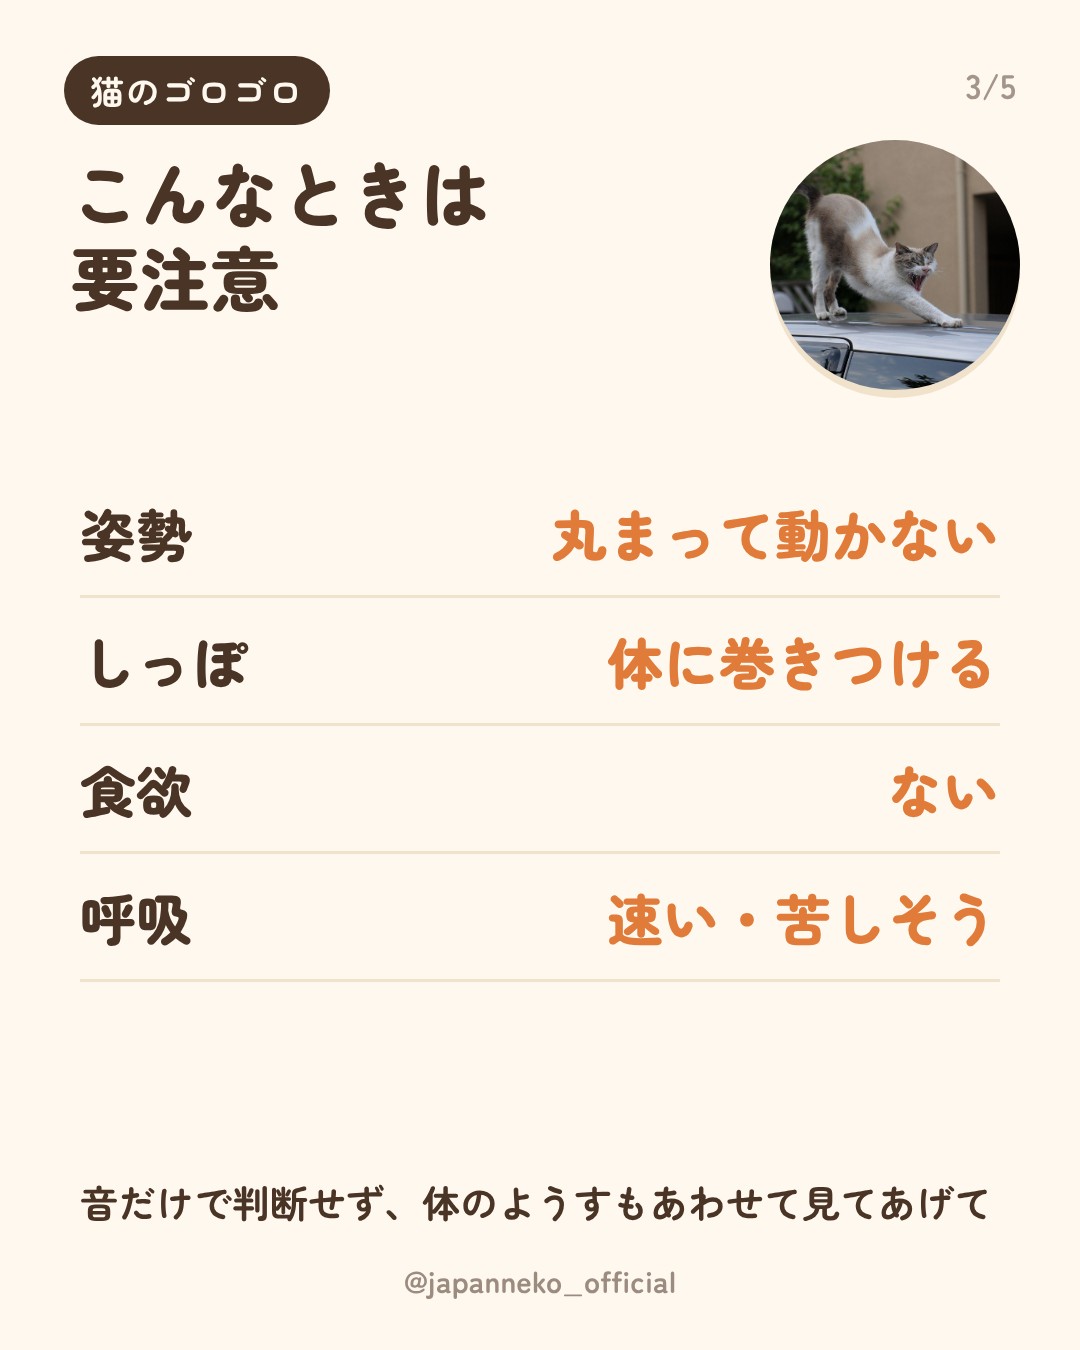 猫のゴロゴロ
3/5
こんなときは
要注意
姿勢 丸まって動かない
しっぽ 体に巻きつける
食欲 ない
呼吸 速い・苦しそう
音だけで判断せず、体のようすもあわせて見てあげて
@japanneko_official